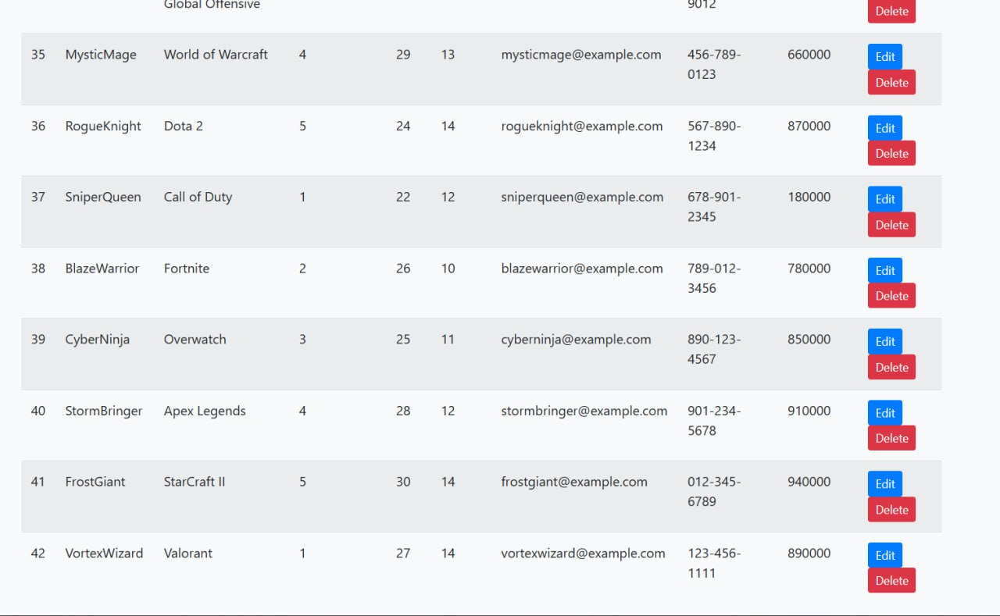 Global Offensive 9012 Delete
35 MysticMage World of Warcraft 4 29 13 mysticmage@example.com 456-789- 660000 Edit
0123 Delete
36 RogueKnight Dota 2 5 24 14 rogueknight@example.com 567-890- 870000 Edit
1234 Delete
37 SniperQueen Call of Duty 1 22 12 sniperqueen@example.com 678-901- 180000 Edit
2345 Delete
38 BlazeWarrior Fortnite 2 26 10 blazewarrior@example.com 789-012- 780000 Edit
3456 Delete
39 CyberNinja Overwatch 3 25 11 cyberninja@example.com 890-123- 850000 Edit
4567 Delete
40 StormBringer Apex Legends 4 28 12 stormbringer@example.com 901-234- 910000 Edit
5678 Delete
41 FrostGiant StarCraft II 5 30 14 frostgiant@example.com 012-345- 940000 Edit
6789 Delete
42 VortexWizard Valorant 1 27 14 vortexwizard@example.com 123-456- 890000 Edit
1111 Delete